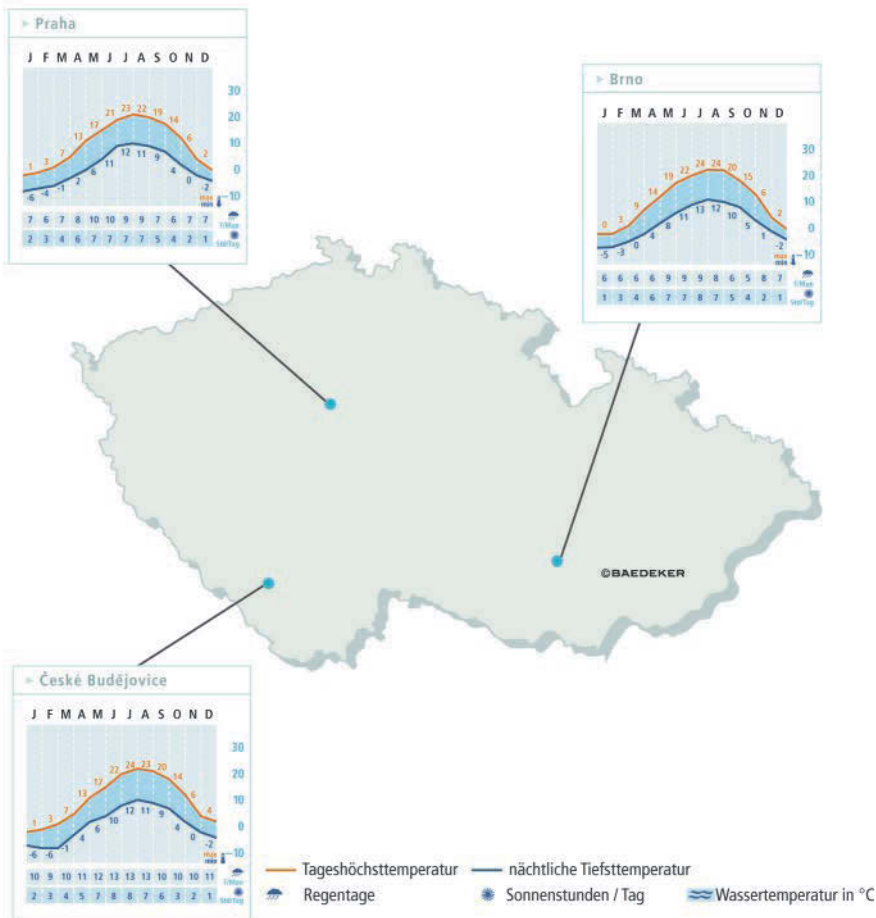 ▸ Praha
J F M A M J J A S O N D
30
20
10
0
-10
1 3 7 13 17 21 23 22 19 14 6 2
-6 -4 -1 2 6 11 12 11 9 4 0 -2
max
min
7 6 7 8 10 10 9 9 7 6 7 7
T/Mon
2 3 4 6 7 7 7 7 5 4 2 1
Std/Tag
▸ Brno
J F M A M J J A S O N D
30
20
10
0
-10
0 3 9 14 19 22 24 24 20 15 6 2
-5 -3 0 4 8 11 13 12 10 5 1 -2
max
min
6 6 6 6 9 9 9 8 6 5 8 7
T/Mon
1 3 4 6 7 7 8 7 5 4 2 1
Std/Tag
©BAEDEKER
▸ České Budějovice
J F M A M J J A S O N D
30
20
10
0
-10
1 3 7 13 17 22 24 23 20 14 6 4
-6 -6 -1 4 6 10 12 11 9 4 0 -2
max
min
10 9 10 11 12 13 13 11 10 10 10 11
T/Mon
2 3 4 5 7 8 8 7 6 3 2 1
Std/Tag
Tageshöchsttemperatur nächtliche Tiefsttemperatur
Regentage Sonnenstunden / Tag Wassertemperatur in °C